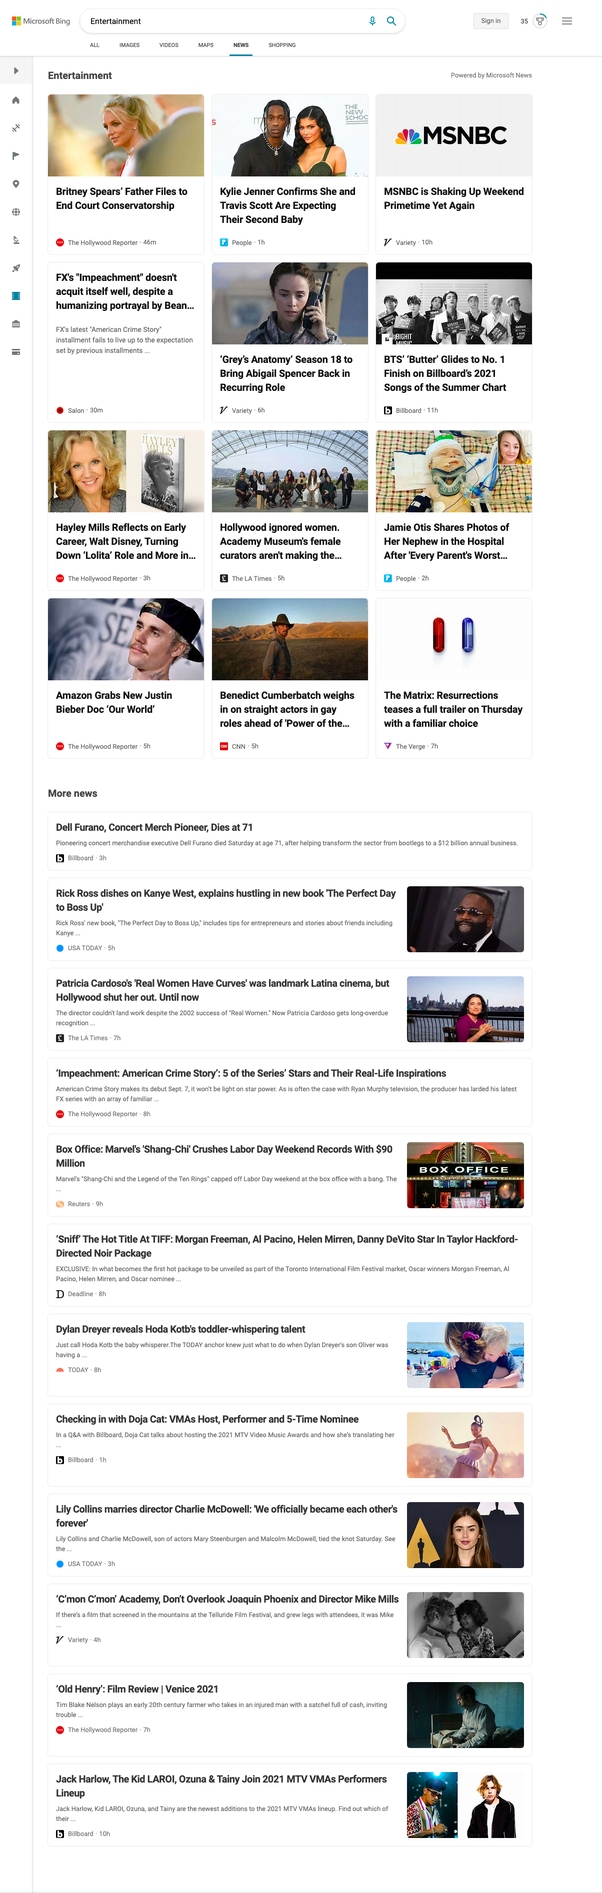 Microsoft Bing
Entertainment
Sign in
35
ALL
IMAGES
VIDEOS
MAPS
NEWS
SHOPPING
Entertainment
Powered by Microsoft News
THE
NEW
SCHOO
S
MSNBC
Britney Spears' Father Files to
End Court Conservatorship
The Hollywood Reporter · 46m
Kylie Jenner Confirms She and
Travis Scott Are Expecting
Their Second Baby
People · 1h
MSNBC is Shaking Up Weekend
Primetime Yet Again
Variety · 10h
FX's "Impeachment" doesn't
acquit itself well, despite a
humanizing portrayal by Bean...
FX's latest "American Crime Story"
installment fails to live up to the expectation
set by previous installments ...
Salon · 30m
'Grey's Anatomy' Season 18 to
Bring Abigail Spencer Back in
Recurring Role
Variety · 6h
BTS' 'Butter' Glides to No. 1
Finish on Billboard's 2021
Songs of the Summer Chart
Billboard · 11h
HAYLEY
MILLS
Hayley Mills Reflects on Early
Career, Walt Disney, Turning
Down 'Lolita' Role and More in...
The Hollywood Reporter · 3h
Hollywood ignored women.
Academy Museum's female
curators aren't making the...
The LA Times · 5h
Jamie Otis Shares Photos of
Her Nephew in the Hospital
After 'Every Parent's Worst...
People · 2h
Amazon Grabs New Justin
Bieber Doc 'Our World'
The Hollywood Reporter · 5h
Benedict Cumberbatch weighs
in on straight actors in gay
roles ahead of 'Power of the...
CNN · 5h
The Matrix: Resurrections
teases a full trailer on Thursday
with a familiar choice
The Verge · 7h
More news
Dell Furano, Concert Merch Pioneer, Dies at 71
Pioneering concert merchandise executive Dell Furano died Saturday at age 71, after helping transform the sector from bootlegs to a $12 billion annual business.
Billboard · 3h
Rick Ross dishes on Kanye West, explains hustling in new book 'The Perfect Day
to Boss Up'
Rick Ross' new book, "The Perfect Day to Boss Up," includes tips for entrepreneurs and stories about friends including
Kanye ...
USA TODAY · 5h
Patricia Cardoso's 'Real Women Have Curves' was landmark Latina cinema, but
Hollywood shut her out. Until now
The director couldn't land work despite the 2002 success of "Real Women." Now Patricia Cardoso gets long-overdue
recognition ...
The LA Times · 7h
'Impeachment: American Crime Story': 5 of the Series' Stars and Their Real-Life Inspirations
American Crime Story makes its debut Sept. 7, it won't be light on star power. As is often the case with Ryan Murphy television, the producer has larded his latest
FX series with an array of familiar ...
The Hollywood Reporter · 8h
Box Office: Marvel's 'Shang-Chi' Crushes Labor Day Weekend Records With $90
Million
Marvel's "Shang-Chi and the Legend of the Ten Rings" capped off Labor Day weekend at the box office with a bang. The
...
Reuters · 9h
BOX OFFICE
'Sniff' The Hot Title At TIFF: Morgan Freeman, Al Pacino, Helen Mirren, Danny DeVito Star In Taylor Hackford-
Directed Noir Package
EXCLUSIVE: In what becomes the first hot package to be unveiled as part of the Toronto International Film Festival market, Oscar winners Morgan Freeman, Al
Pacino, Helen Mirren, and Oscar nominee ...
Deadline · 8h
Dylan Dreyer reveals Hoda Kotb's toddler-whispering talent
Just call Hoda Kotb the baby whisperer.The TODAY anchor knew just what to do when Dylan Dreyer's son Oliver was
having a ...
TODAY · 8h
Checking in with Doja Cat: VMAs Host, Performer and 5-Time Nominee
In a Q&A with Billboard, Doja Cat talks about hosting the 2021 MTV Video Music Awards and how she's translating her
...
Billboard · 1h
Lily Collins marries director Charlie McDowell: 'We officially became each other's
forever'
Lily Collins and Charlie McDowell, son of actors Mary Steenburgen and Malcolm McDowell, tied the knot Saturday. See
the ...
USA TODAY · 3h
'C'mon C'mon' Academy, Don't Overlook Joaquin Phoenix and Director Mike Mills
If there's a film that screened in the mountains at the Telluride Film Festival, and grew legs with attendees, it was Mike
...
Variety · 4h
'Old Henry': Film Review | Venice 2021
Tim Blake Nelson plays an early 20th century farmer who takes in an injured man with a satchel full of cash, inviting
trouble ...
The Hollywood Reporter · 7h
Jack Harlow, The Kid LAROI, Ozuna & Tainy Join 2021 MTV VMAs Performers
Lineup
Jack Harlow, Kid LAROI, Ozuna, and Tainy are the newest additions to the 2021 MTV VMAs lineup. Find out which of
their ...
Billboard · 10h